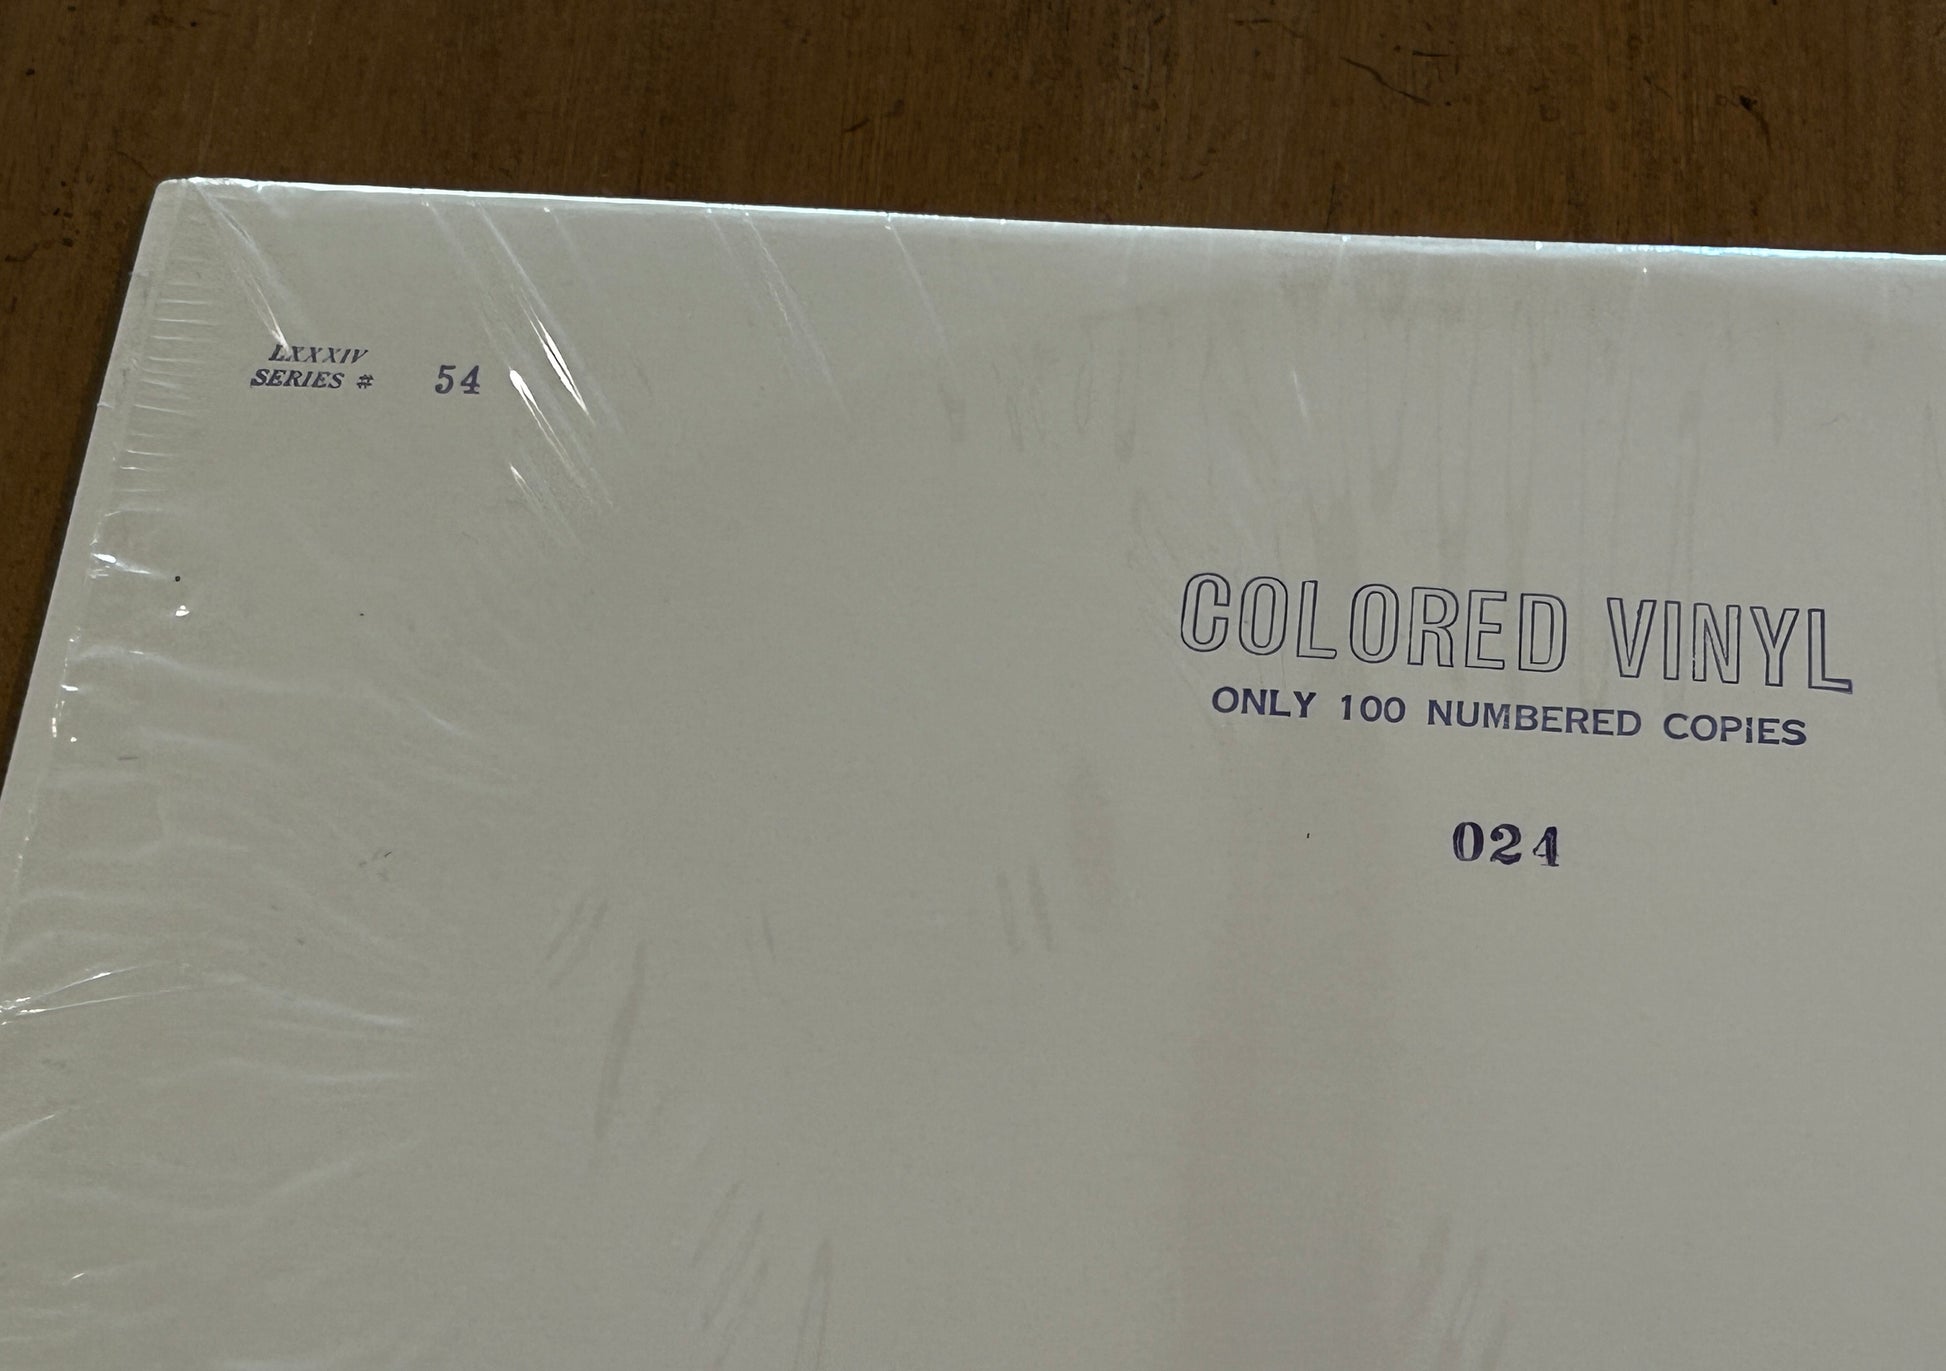 LXXXIV
SERIES # 54
COLORED VINYL
ONLY 100 NUMBERED COPIES
024